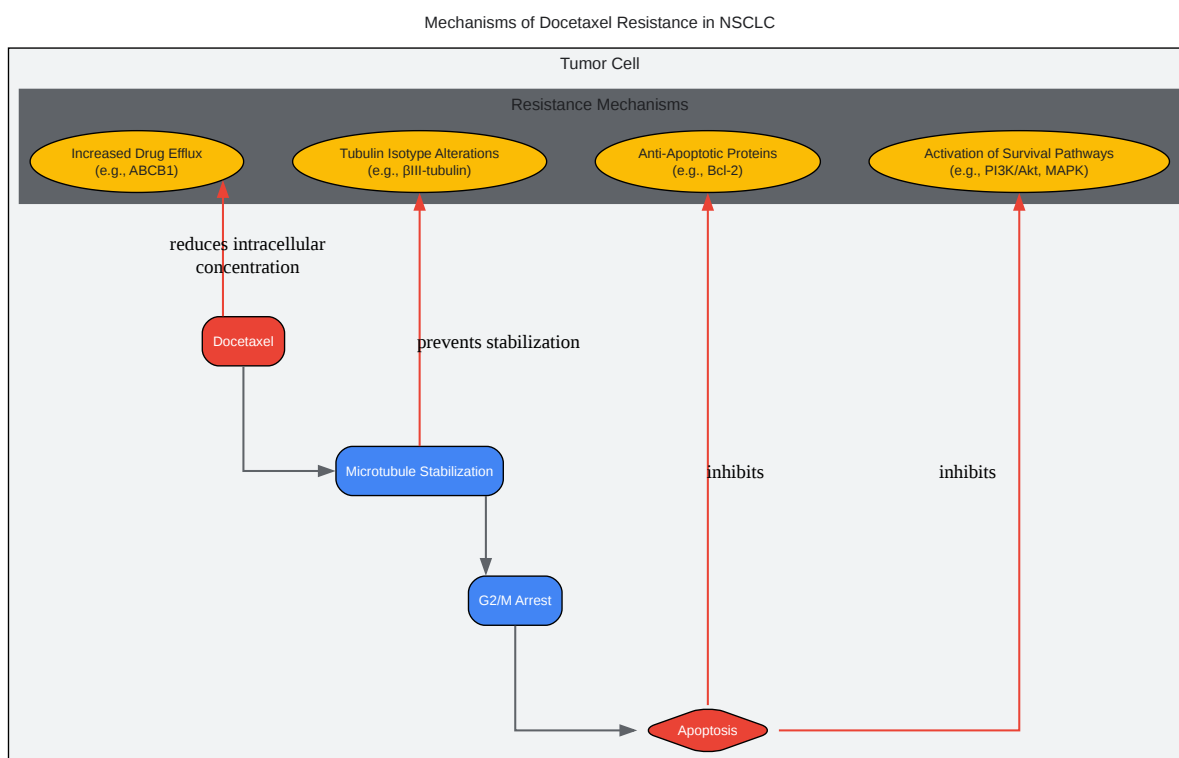 Mechanisms of Docetaxel Resistance in NSCLC
Tumor Cell
Resistance Mechanisms
Increased Drug Efflux
(e.g., ABCB1)
Tubulin Isotype Alterations
(e.g., βIII-tubulin)
Anti-Apoptotic Proteins
(e.g., Bcl-2)
Activation of Survival Pathways
(e.g., PI3K/Akt, MAPK)
reduces intracellular
concentration
Docetaxel
prevents stabilization
Microtubule Stabilization
inhibits
inhibits
G2/M Arrest
Apoptosis